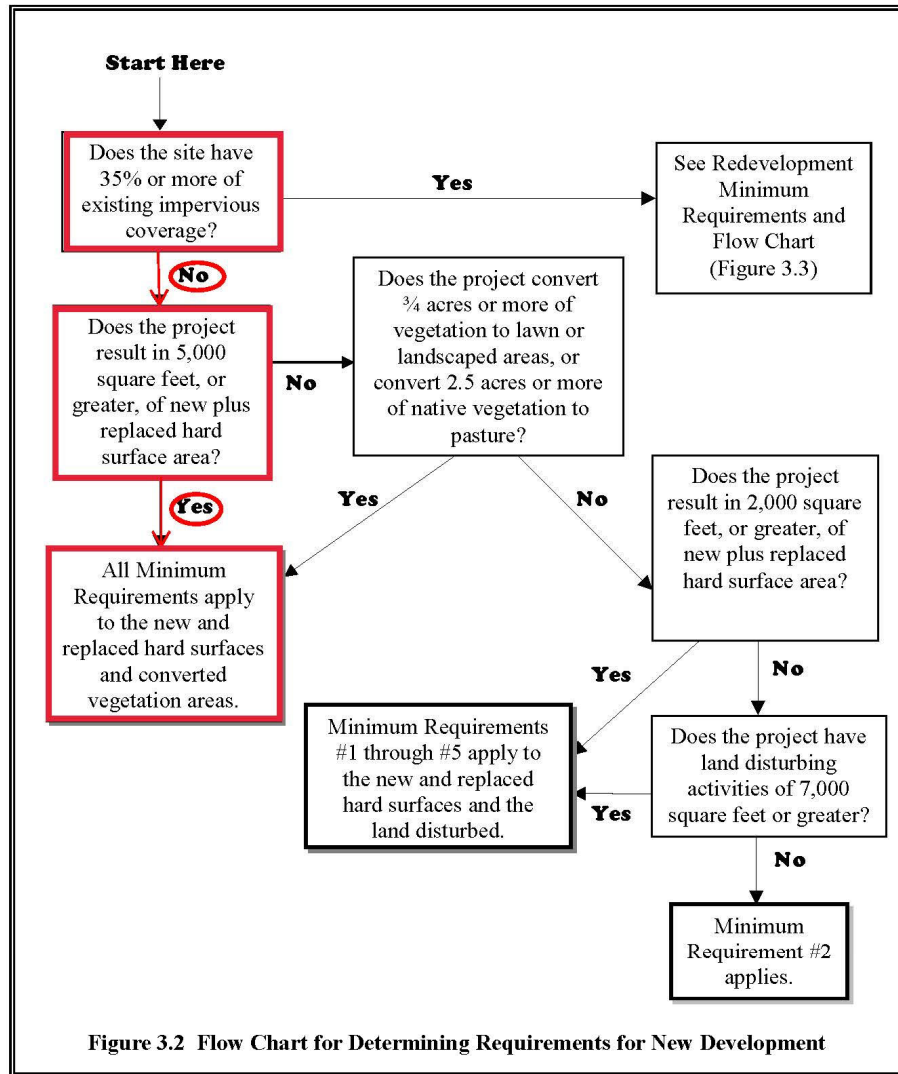 Start Here
Does the site have
35% or more of
existing impervious
coverage?
Yes
See Redevelopment
Minimum
Requirements and
Flow Chart
(Figure 3.3)
No
Does the project
result in 5,000
square feet, or
greater, of new plus
replaced hard
surface area?
No
Does the project convert
¾ acres or more of
vegetation to lawn or
landscaped areas, or
convert 2.5 acres or more
of native vegetation to
pasture?
Yes
Yes
No
Does the project
result in 2,000 square
feet, or greater, of
new plus replaced
hard surface area?
All Minimum
Requirements apply
to the new and
replaced hard surfaces
and converted
vegetation areas.
Yes
No
Minimum Requirements
#1 through #5 apply to
the new and replaced
hard surfaces and the
land disturbed.
Does the project have
land disturbing
activities of 7,000
square feet or greater?
Yes
No
Minimum
Requirement #2
applies.
Figure 3.2 Flow Chart for Determining Requirements for New Development